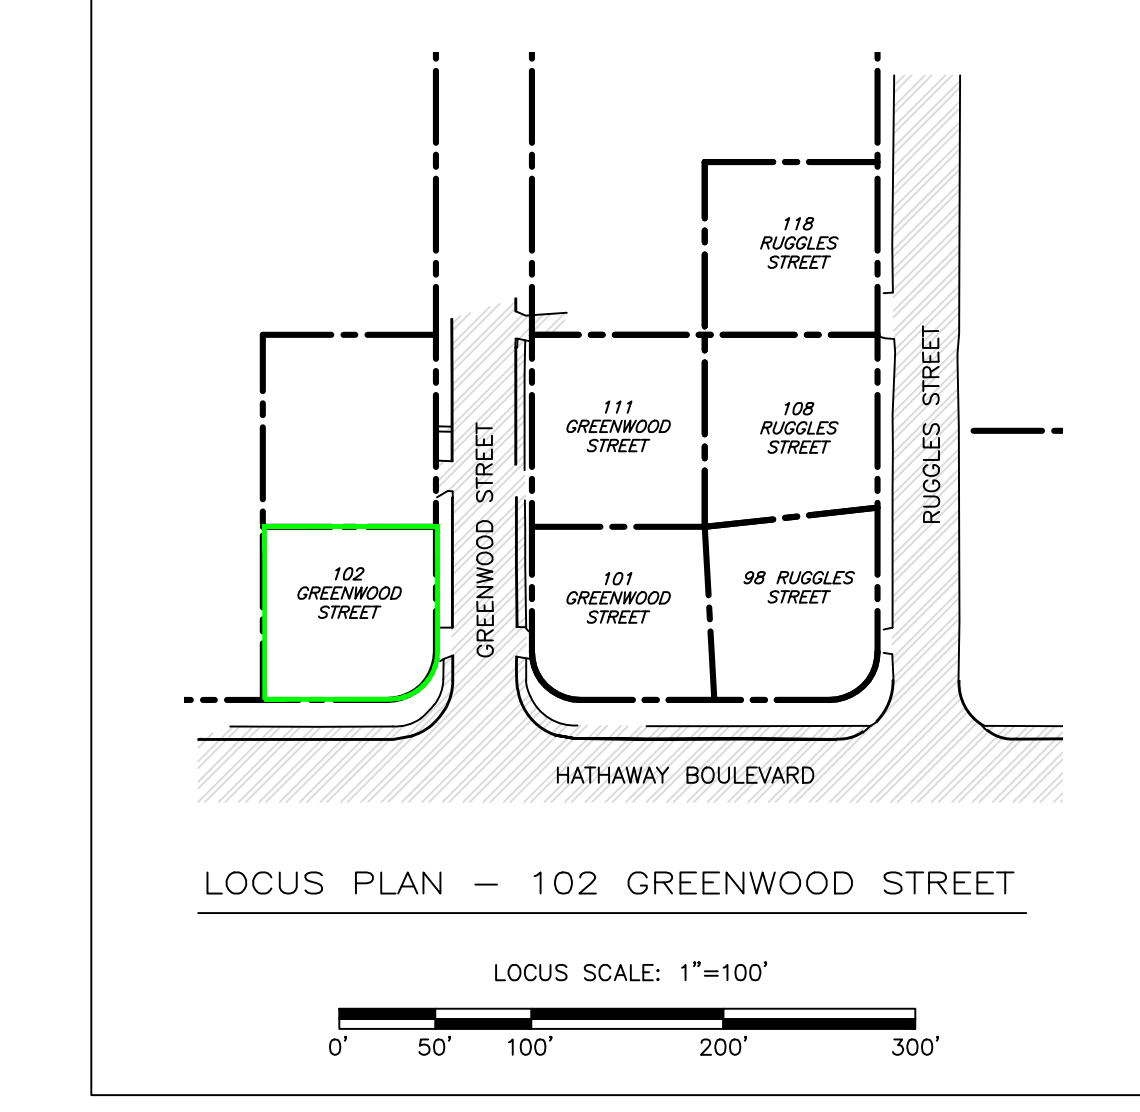 118
RUGGLES
STREET
111
GREENWOOD
STREET
108
RUGGLES
STREET
RUGGLES STREET
GREENWOOD STREET
102
GREENWOOD
STREET
101
GREENWOOD
STREET
98 RUGGLES
STREET
HATHAWAY BOULEVARD
LOCUS PLAN – 102 GREENWOOD STREET
LOCUS SCALE: 1"=100'
0' 50' 100' 200' 300'